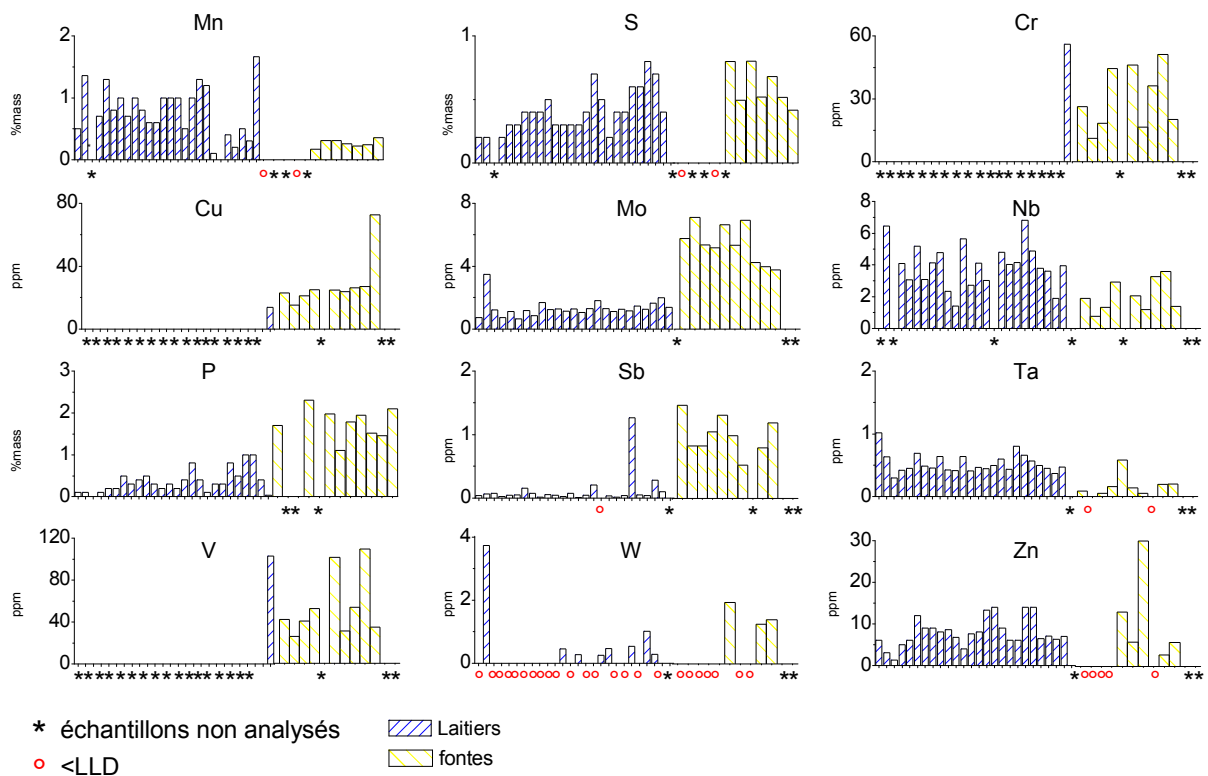 Mn
S
Cr
2
1
0
%mass
1
0
%mass
60
30
0
ppm
Cu
Mo
Nb
80
40
0
ppm
8
4
0
ppm
8
6
4
2
0
ppm
P
Sb
Ta
3
2
1
0
%mass
2
1
0
ppm
2
1
0
ppm
V
W
Zn
120
80
40
0
ppm
4
2
0
ppm
30
20
10
0
ppm
* échantillons non analysés
Laitiers
<LLD
fontes